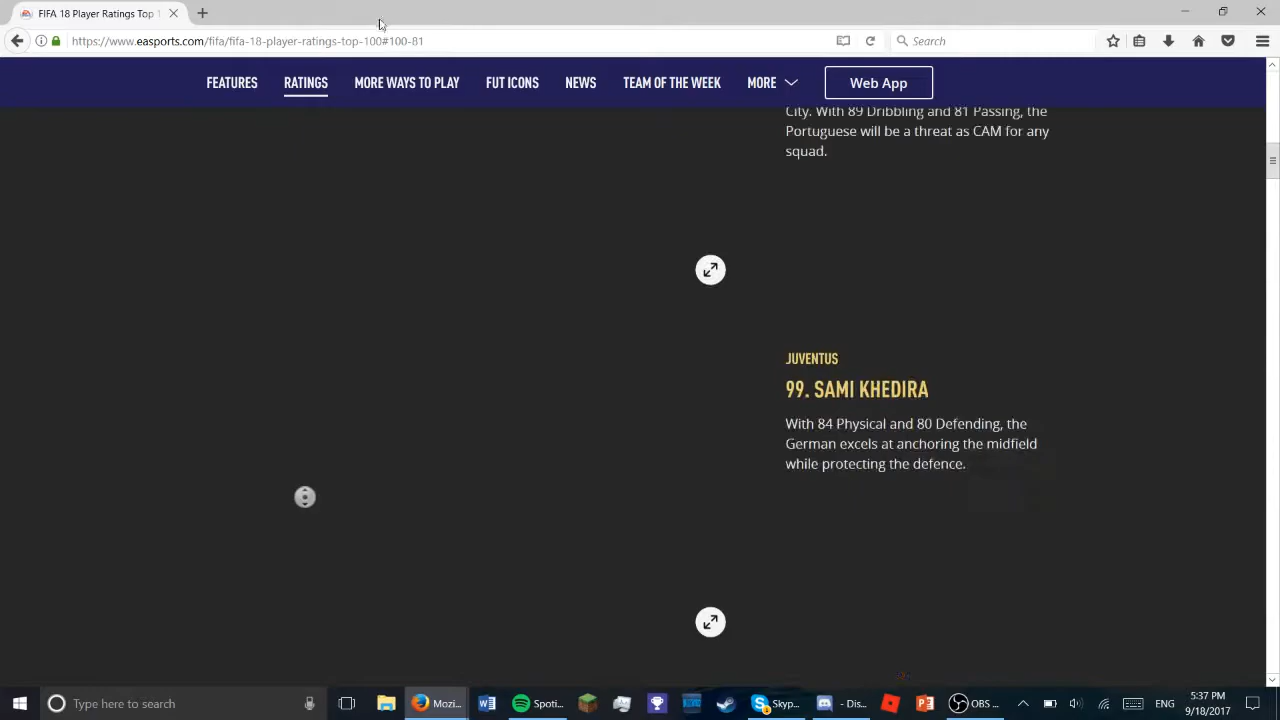 FIFA 18 Player Ratings Top 1
https://www.easports.com/fifa/fifa-18-player-ratings-top-100#100-81
Search
FEATURES RATINGS MORE WAYS TO PLAY FUT ICONS NEWS TEAM OF THE WEEK MORE Web App
City. With 89 Dribbling and 81 Passing, the
Portuguese will be a threat as CAM for any
squad.
JUVENTUS
99. SAMI KHEDIRA
With 84 Physical and 80 Defending, the
German excels at anchoring the midfield
while protecting the defence.
Type here to search
Mozi...
Spoti...
Skyp...
- Dis...
OBS ...
ENG
5:37 PM
9/18/2017